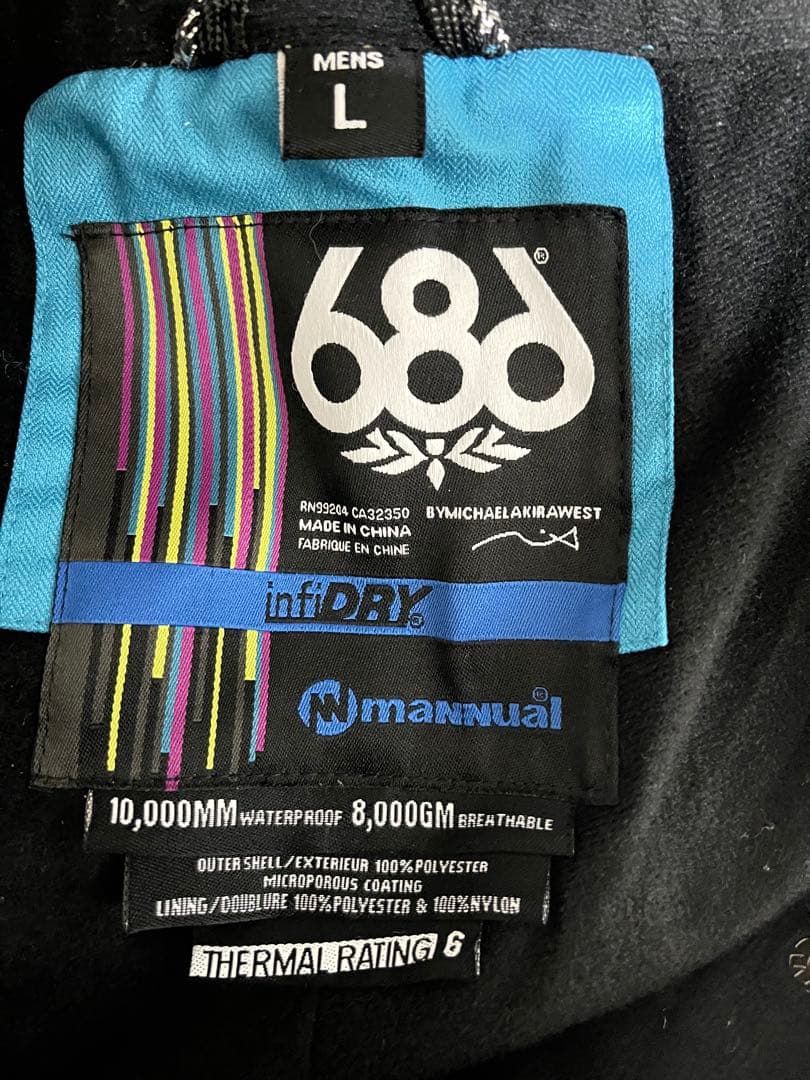 MENS
L
686®
RN99204 CA32350 BYMICHAELAKIRAWEST
MADE IN CHINA
FABRIQUE EN CHINE
infiDRY®
mannual®
10,000MM WATERPROOF 8,000GM BREATHABLE
OUTER SHELL/EXTERIEUR 100%POLYESTER
MICROPOROUS COATING
LINING/DOUBLURE 100%POLYESTER & 100%NYLON
THERMAL RATING 6